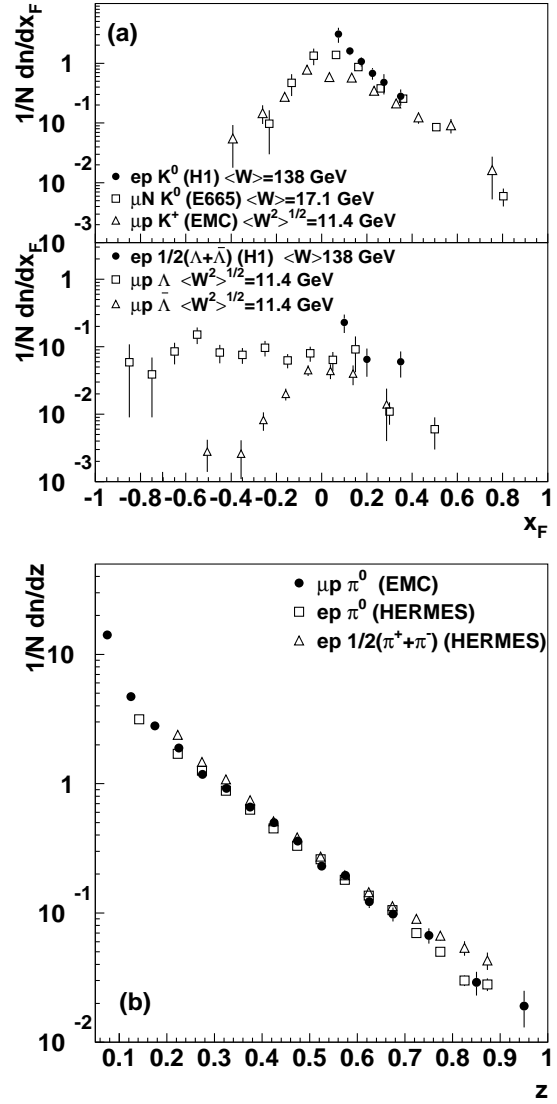 (a)
1/N dn/dx_F
1
10^-1
10^-2
10^-3
ep K^0 (H1) <W>=138 GeV
μN K^0 (E665) <W>=17.1 GeV
μp K^+ (EMC) <W^2>^1/2=11.4 GeV
1/N dn/dx_F
10
1
10^-1
10^-2
10^-3
ep 1/2(Λ+Λ̄) (H1) <W>138 GeV
μp Λ <W^2>^1/2=11.4 GeV
μp Λ̄ <W^2>^1/2=11.4 GeV
-1 -0.8 -0.6 -0.4 -0.2 0 0.2 0.4 0.6 0.8 1
x_F
1/N dn/dz
10
1
10^-1
10^-2
μp π^0 (EMC)
ep π^0 (HERMES)
ep 1/2(π^+ + π^-) (HERMES)
(b)
0.1 0.2 0.3 0.4 0.5 0.6 0.7 0.8 0.9 1
z